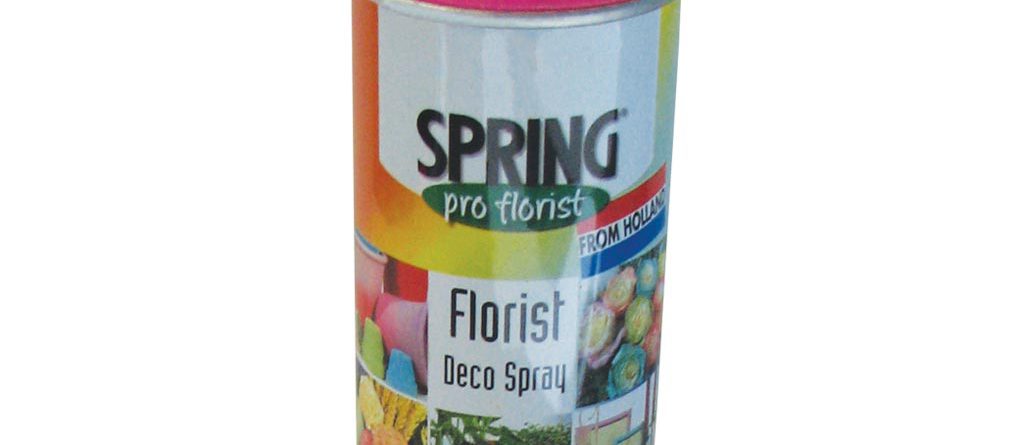 SPRING
pro florist
FROM HOLLAND
Florist
Deco Spray